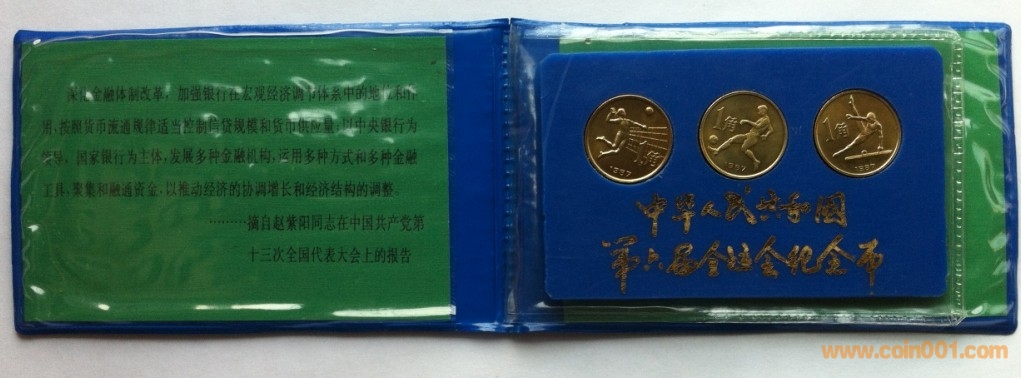 深化金融体制改革，加强银行在宏观经济调节体系中的地位和作
用，按照货币流通规律适当控制信贷规模和货币供应量，以中央银行为
领导，国家银行为主体，发展多种金融机构，运用多种方式和多种金融
工具，聚集和融通资金，以推动经济的协调增长和经济结构的调整。
………摘自赵紫阳同志在中国共产党第
十三次全国代表大会上的报告
1角
1987
1角
1987
1角
1987
中华人民共和国
第六届全运会纪念币
www.coin001.com